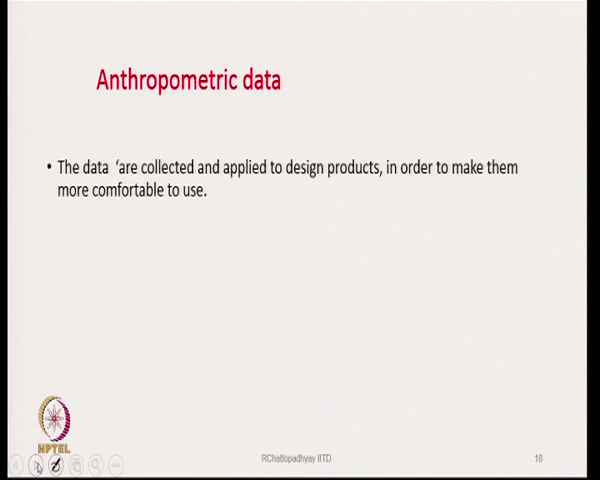 Anthropometric data
• The data ‘are collected and applied to design products, in order to make them
more comfortable to use.
NPTEL
RChattopadhyay IITD
18